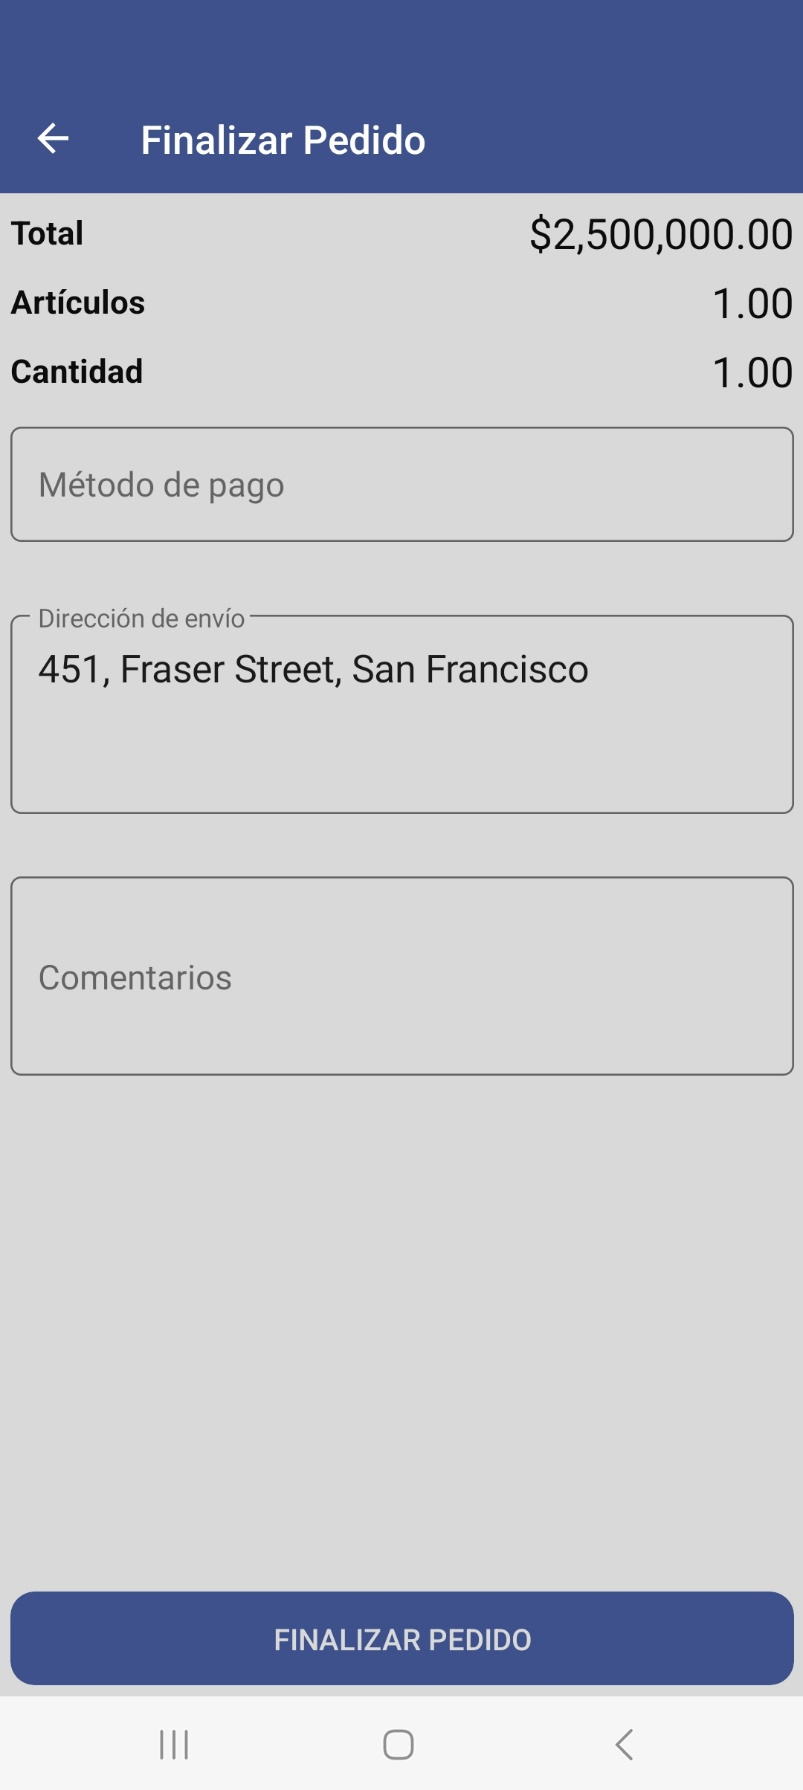 Finalizar Pedido
Total $2,500,000.00
Artículos 1.00
Cantidad 1.00
Método de pago
Dirección de envío
451, Fraser Street, San Francisco
Comentarios
FINALIZAR PEDIDO